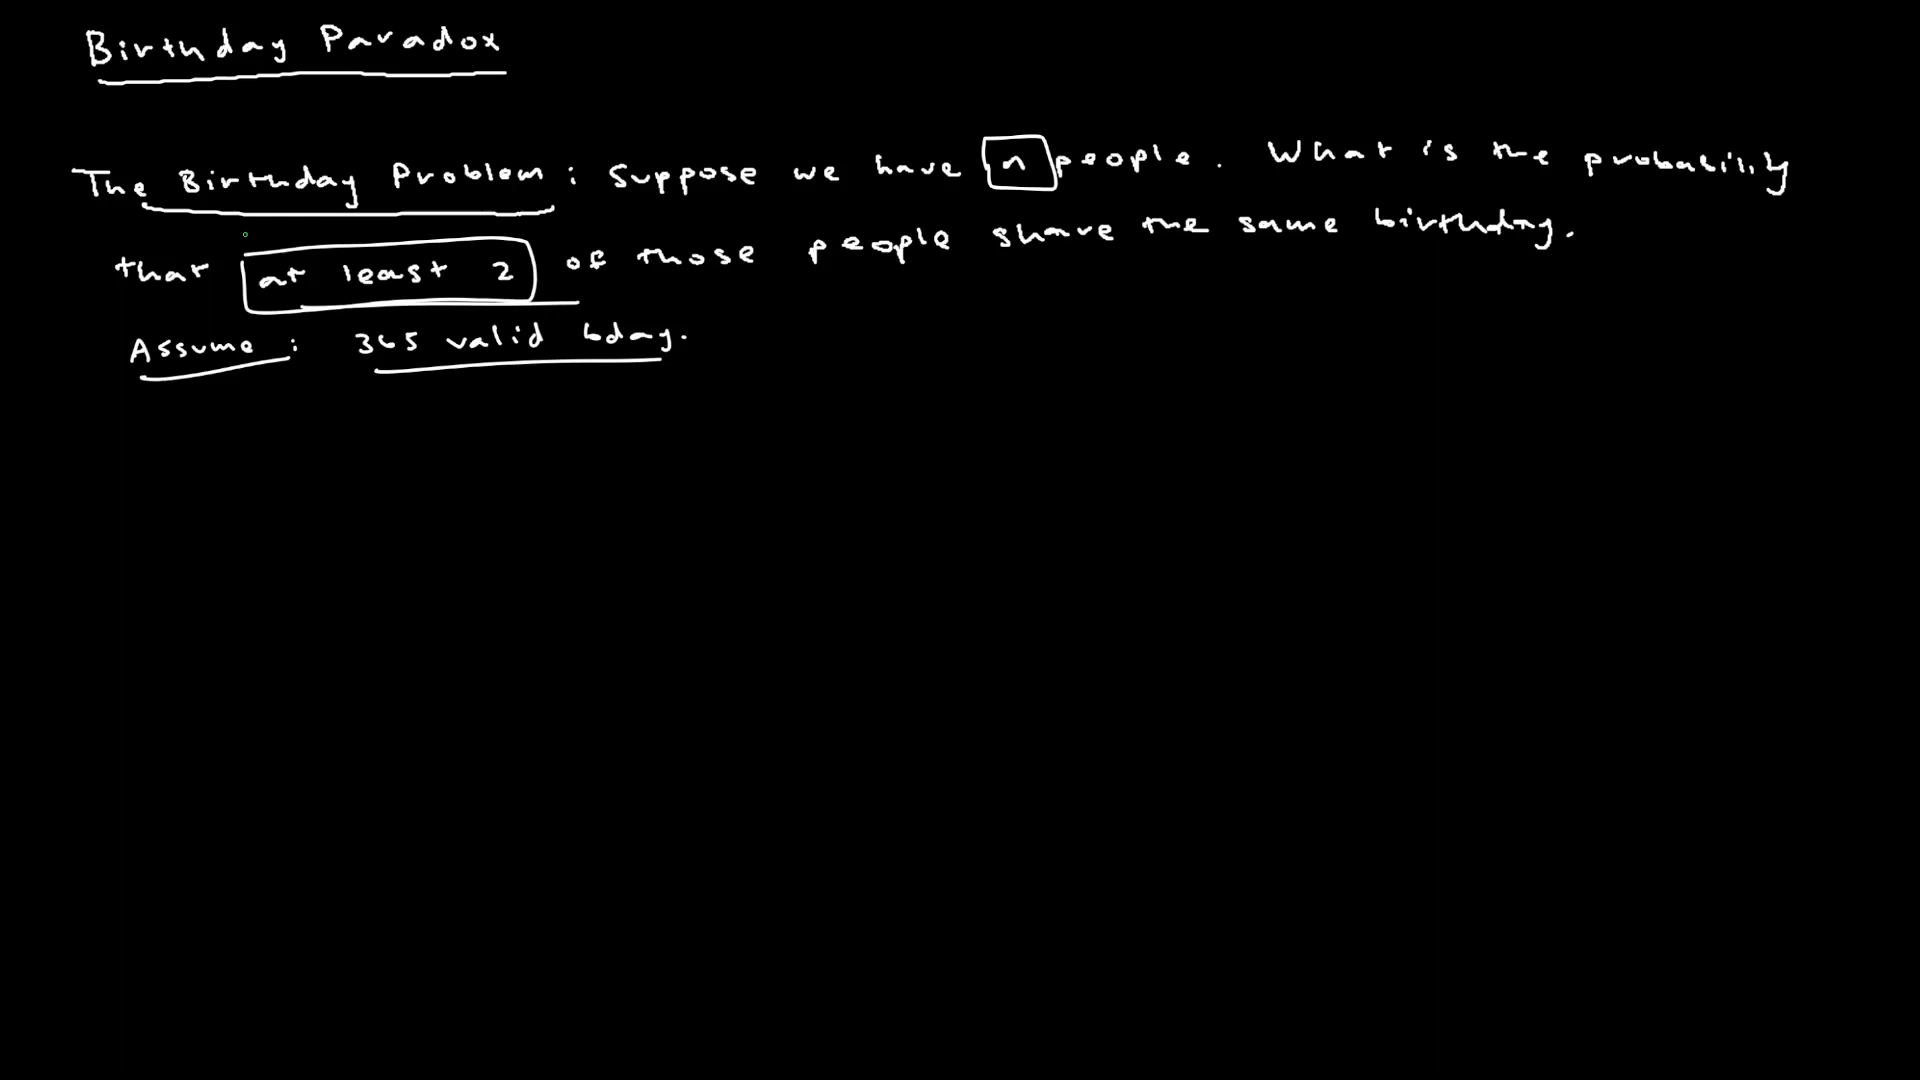 Birthday Paradox
The Birthday Problem : Suppose we have n people. What is the probability
that at least 2 of those people share the same birthday.
Assume : 365 valid bday.